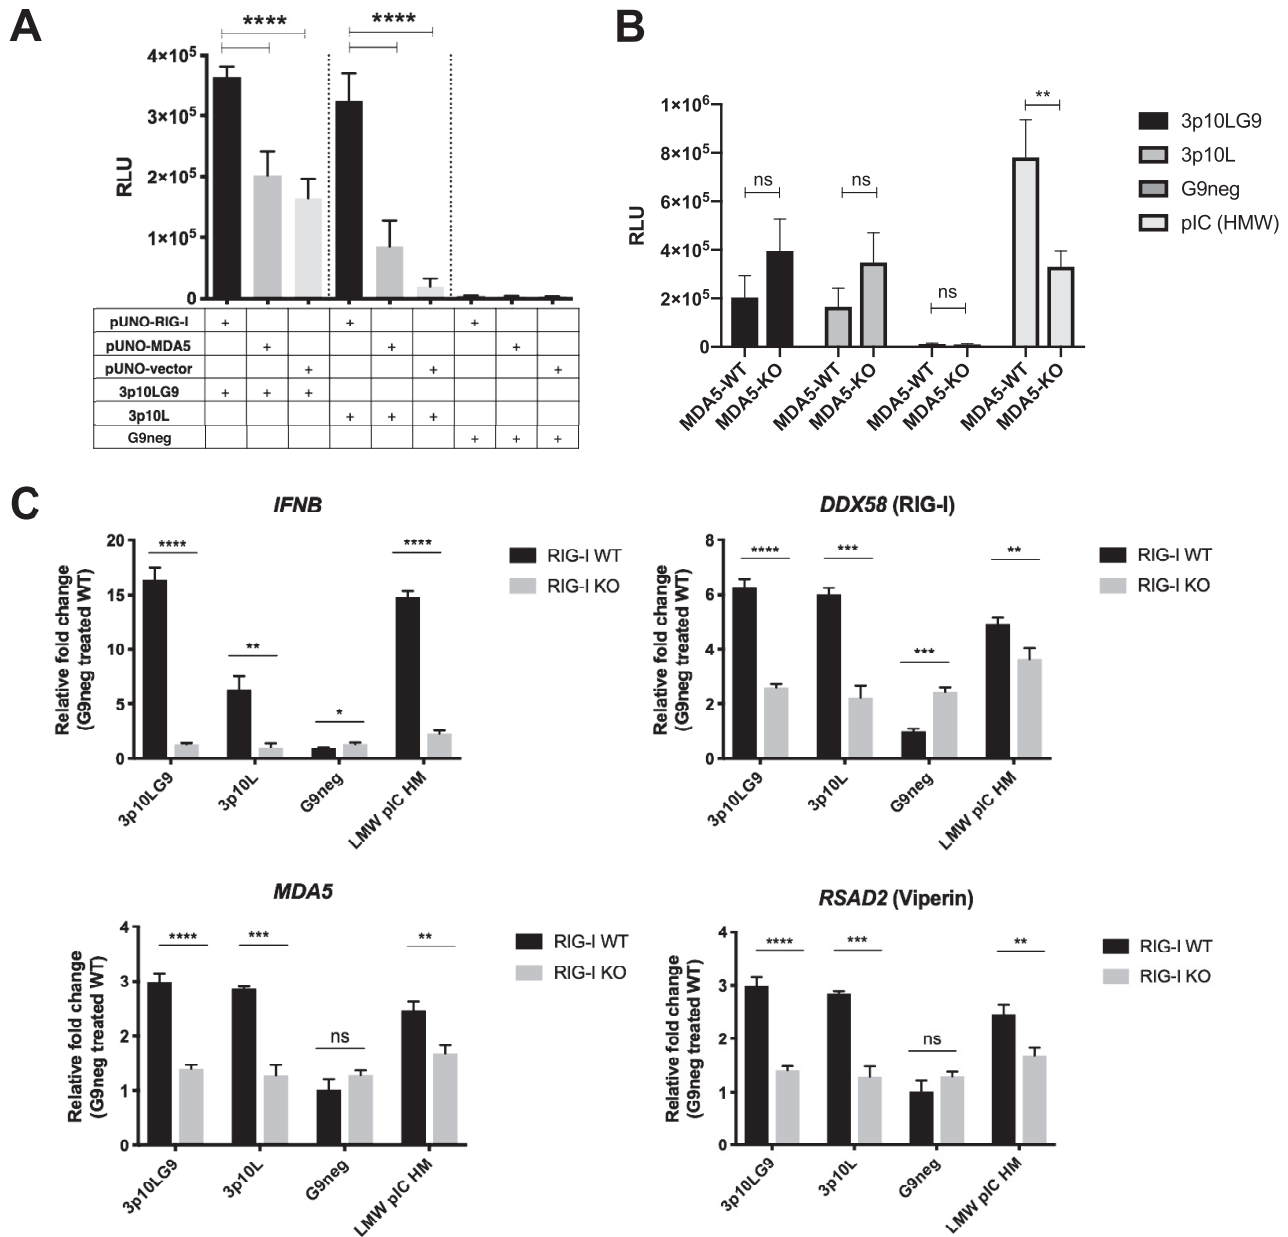 A
****
****
4×10⁵
3×10⁵
2×10⁵
1×10⁵
0
RLU
pUNO-RIG-I + + +
pUNO-MDA5 + + +
pUNO-vector + + +
3p10LG9 + + +
3p10L + + +
G9neg + + +
B
1×10⁶
8×10⁵
6×10⁵
4×10⁵
2×10⁵
0
RLU
ns
ns
ns
**
MDA5-WT
MDA5-KO
MDA5-WT
MDA5-KO
MDA5-WT
MDA5-KO
MDA5-WT
MDA5-KO
3p10LG9
3p10L
G9neg
pIC (HMW)
C
IFNB
Relative fold change
(G9neg treated WT)
20
15
10
5
0
****
**
*
****
3p10LG9
3p10L
G9neg
LMW pIC HM
RIG-I WT
RIG-I KO
DDX58 (RIG-I)
Relative fold change
(G9neg treated WT)
8
6
4
2
0
****
***
***
**
3p10LG9
3p10L
G9neg
LMW pIC HM
RIG-I WT
RIG-I KO
MDA5
Relative fold change
(G9neg treated WT)
4
3
2
1
0
****
***
ns
**
3p10LG9
3p10L
G9neg
LMW pIC HM
RIG-I WT
RIG-I KO
RSAD2 (Viperin)
Relative fold change
(G9neg treated WT)
4
3
2
1
0
****
***
ns
**
3p10LG9
3p10L
G9neg
LMW pIC HM
RIG-I WT
RIG-I KO